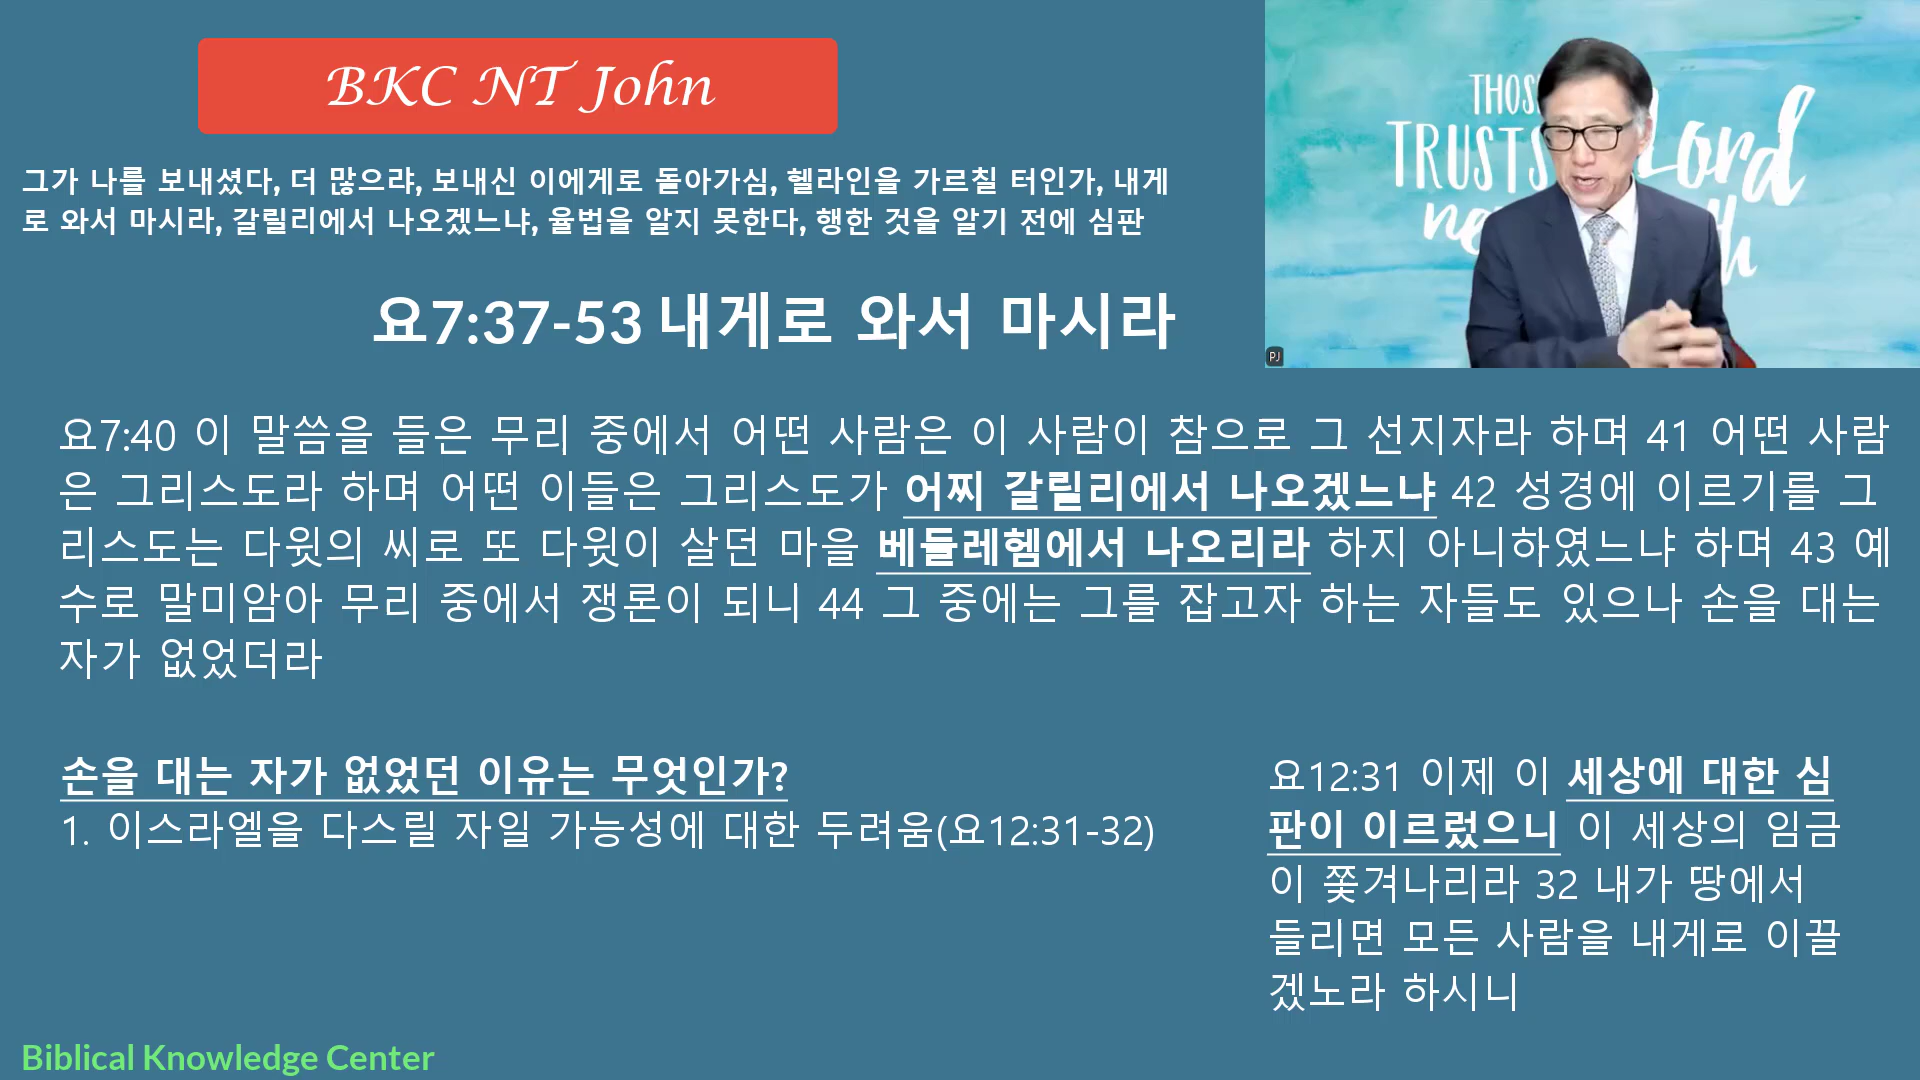 BKC NT John
THOS
TRUSTS
Lord
ne
th
PJ
그가 나를 보내셨다, 더 많으랴, 보내신 이에게로 돌아가심, 헬라인을 가르칠 터인가, 내게
로 와서 마시라, 갈릴리에서 나오겠느냐, 율법을 알지 못한다, 행한 것을 알기 전에 심판
요7:37-53 내게로 와서 마시라
요7:40 이 말씀을 들은 무리 중에서 어떤 사람은 이 사람이 참으로 그 선지자라 하며 41 어떤 사람
은 그리스도라 하며 어떤 이들은 그리스도가 어찌 갈릴리에서 나오겠느냐 42 성경에 이르기를 그
리스도는 다윗의 씨로 또 다윗이 살던 마을 베들레헴에서 나오리라 하지 아니하였느냐 하며 43 예
수로 말미암아 무리 중에서 쟁론이 되니 44 그 중에는 그를 잡고자 하는 자들도 있으나 손을 대는
자가 없었더라
손을 대는 자가 없었던 이유는 무엇인가?
1. 이스라엘을 다스릴 자일 가능성에 대한 두려움(요12:31-32)
요12:31 이제 이 세상에 대한 심
판이 이르렀으니 이 세상의 임금
이 쫓겨나리라 32 내가 땅에서
들리면 모든 사람을 내게로 이끌
겠노라 하시니
Biblical Knowledge Center